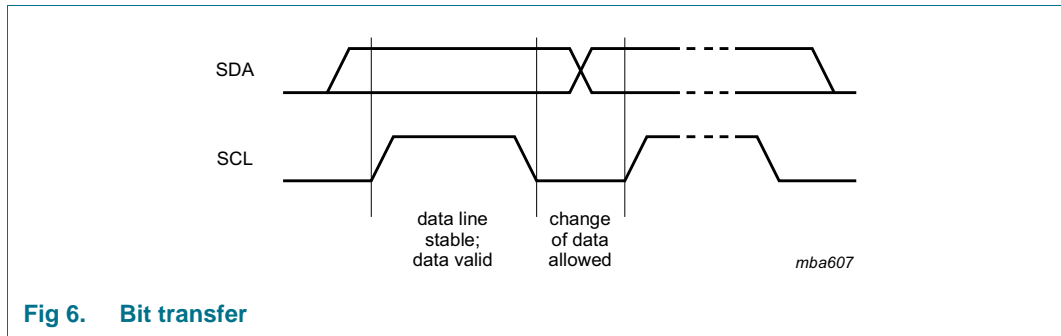 SDA
SCL
data line
stable;
data valid
change
of data
allowed
mba607
Fig 6. Bit transfer